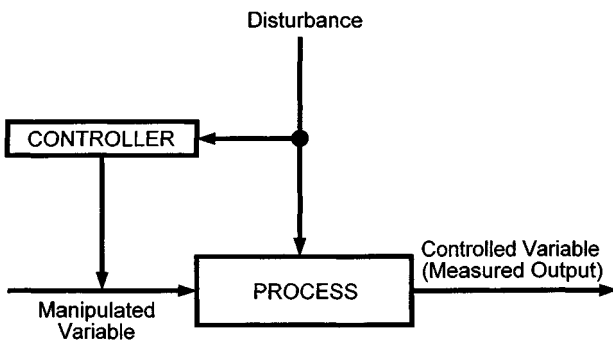 Disturbance
CONTROLLER
Controlled Variable
(Measured Output)
PROCESS
Manipulated
Variable